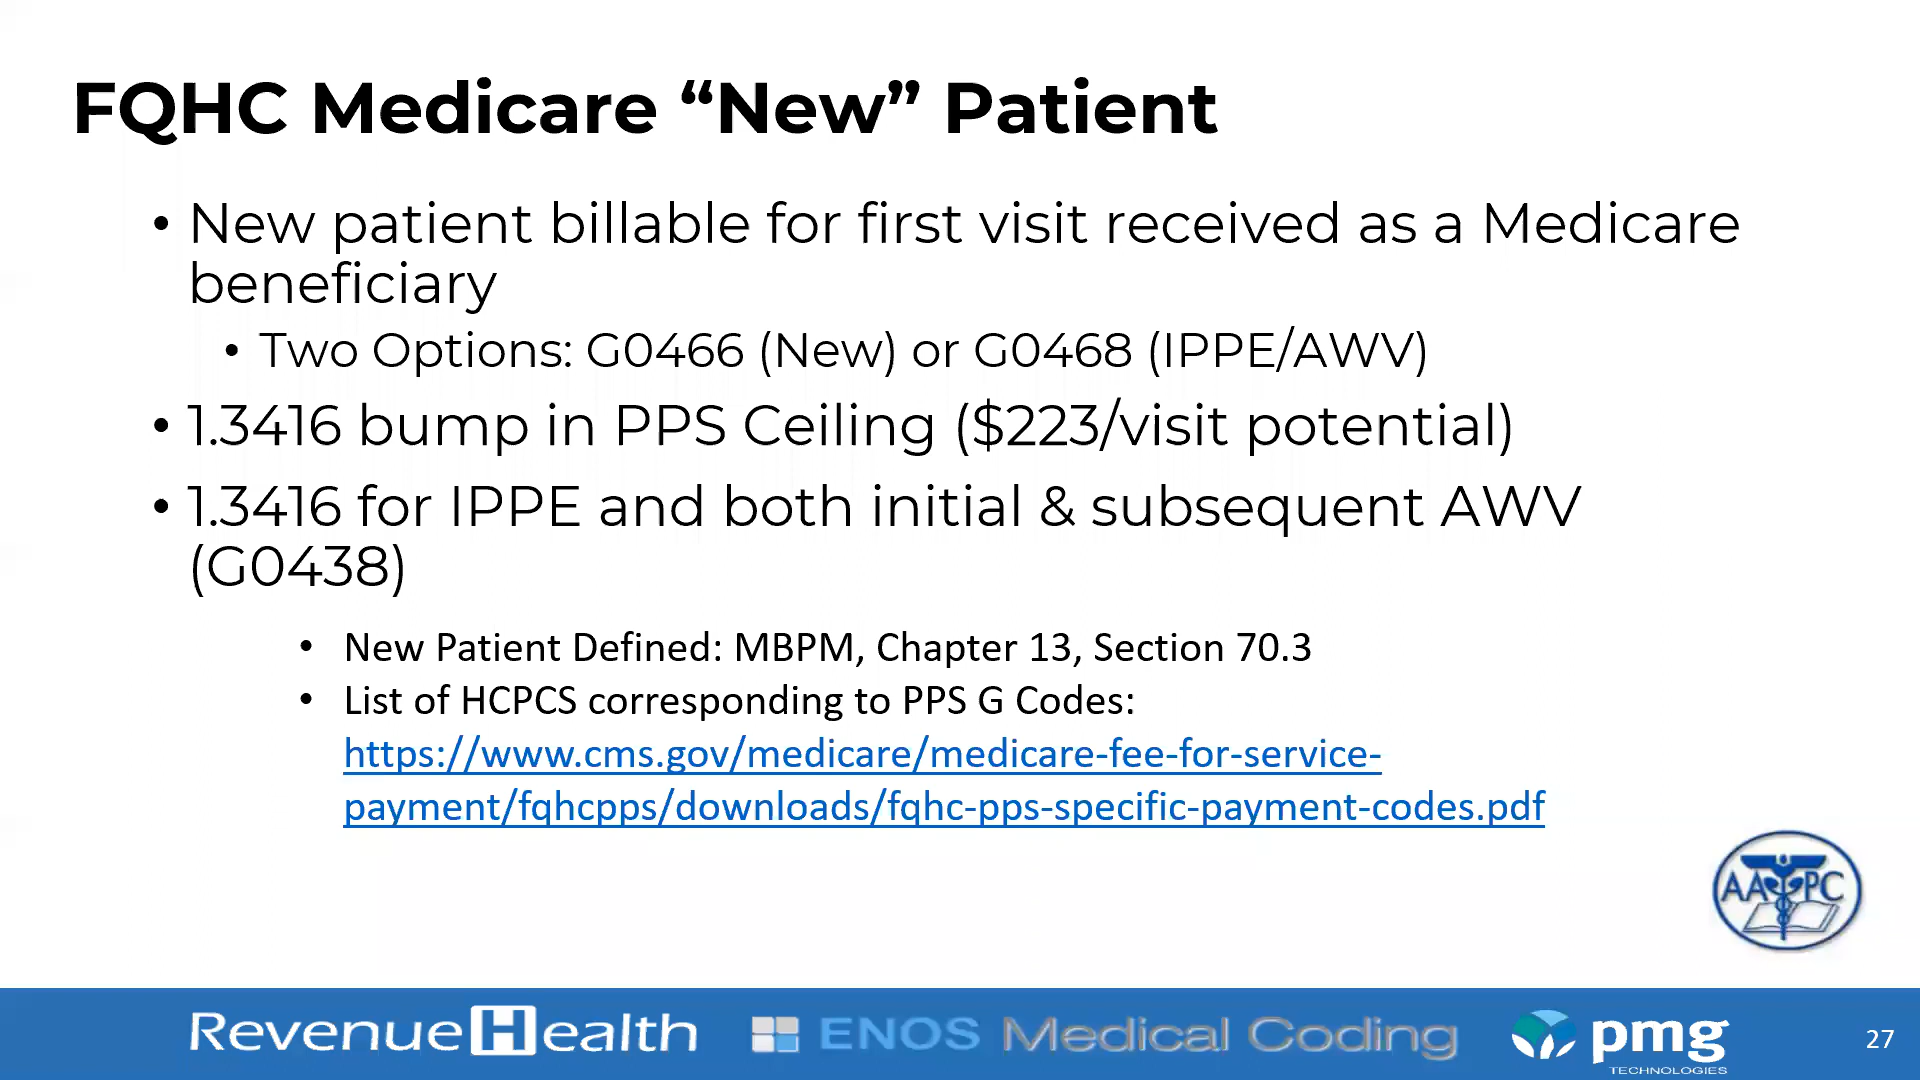 FQHC Medicare “New” Patient
• New patient billable for first visit received as a Medicare
beneficiary
• Two Options: G0466 (New) or G0468 (IPPE/AWV)
• 1.3416 bump in PPS Ceiling ($223/visit potential)
• 1.3416 for IPPE and both initial & subsequent AWV
(G0438)
• New Patient Defined: MBPM, Chapter 13, Section 70.3
• List of HCPCS corresponding to PPS G Codes:
https://www.cms.gov/medicare/medicare-fee-for-service-
payment/fqhcpps/downloads/fqhc-pps-specific-payment-codes.pdf
AAPC
RevenueHealth
ENOS Medical Coding
pmg
TECHNOLOGIES
27